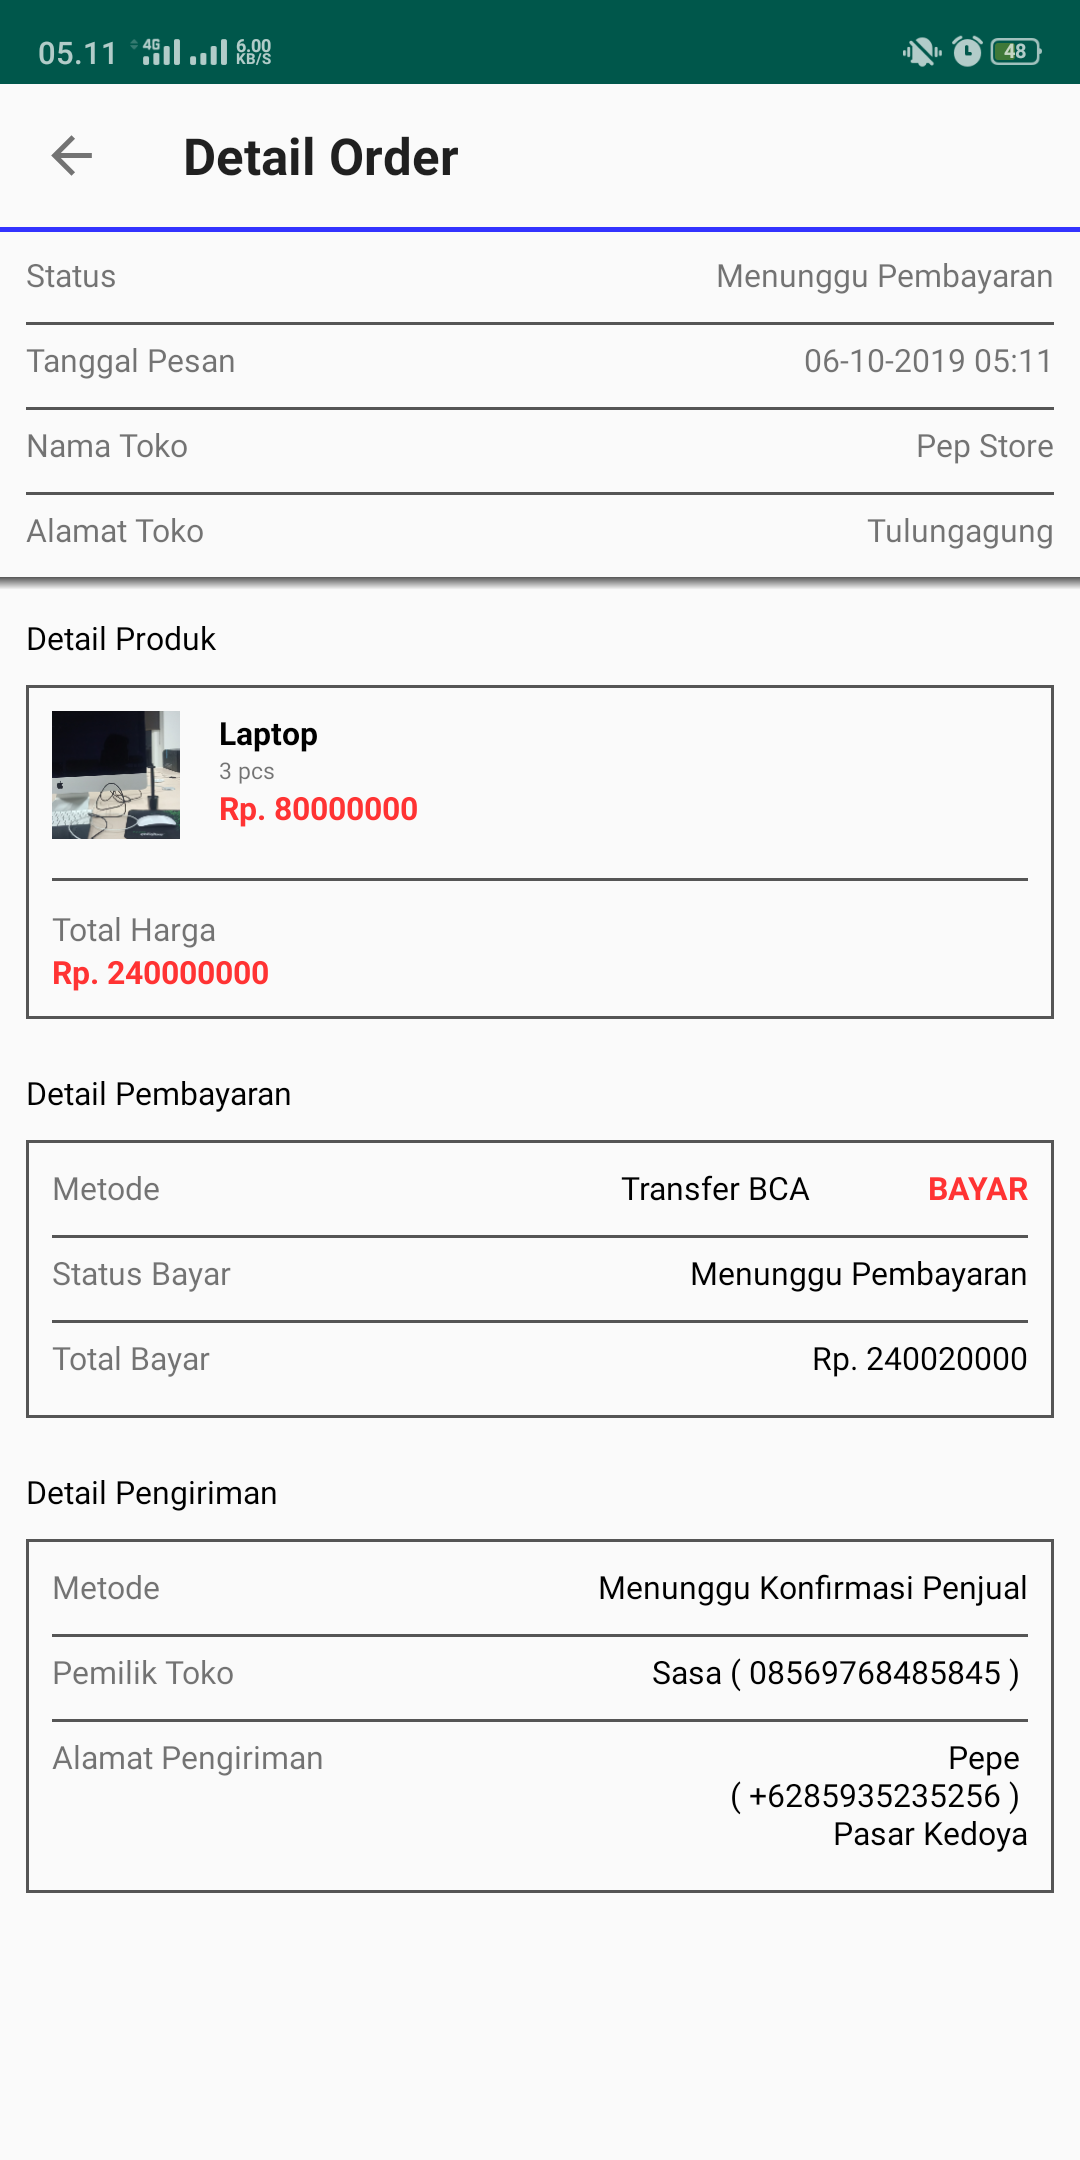 05.11 4G 6.00 KB/S 48
Detail Order
Status Menunggu Pembayaran
Tanggal Pesan 06-10-2019 05:11
Nama Toko Pep Store
Alamat Toko Tulungagung
Detail Produk
Laptop
3 pcs
Rp. 80000000
Total Harga
Rp. 240000000
Detail Pembayaran
Metode Transfer BCA BAYAR
Status Bayar Menunggu Pembayaran
Total Bayar Rp. 240020000
Detail Pengiriman
Metode Menunggu Konfirmasi Penjual
Pemilik Toko Sasa ( 08569768485845 )
Alamat Pengiriman Pepe
( +6285935235256 )
Pasar Kedoya